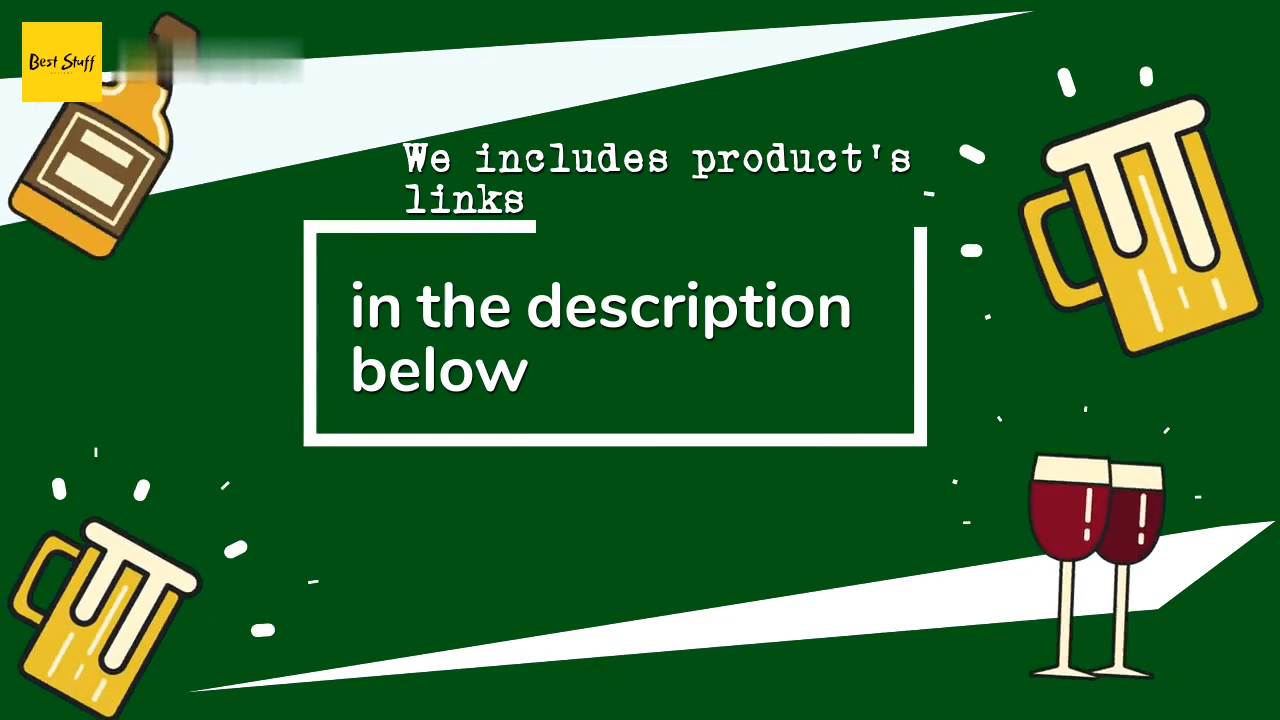 Best Stuff
We includes product's
links
in the description
below